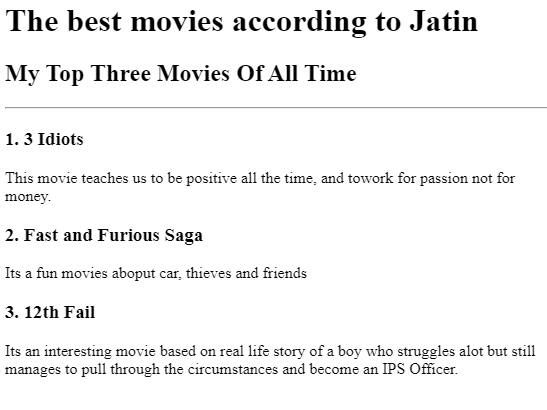 The best movies according to Jatin
My Top Three Movies Of All Time
1. 3 Idiots
This movie teaches us to be positive all the time, and towork for passion not for
money.
2. Fast and Furious Saga
Its a fun movies aboput car, thieves and friends
3. 12th Fail
Its an interesting movie based on real life story of a boy who struggles alot but still
manages to pull through the circumstances and become an IPS Officer.